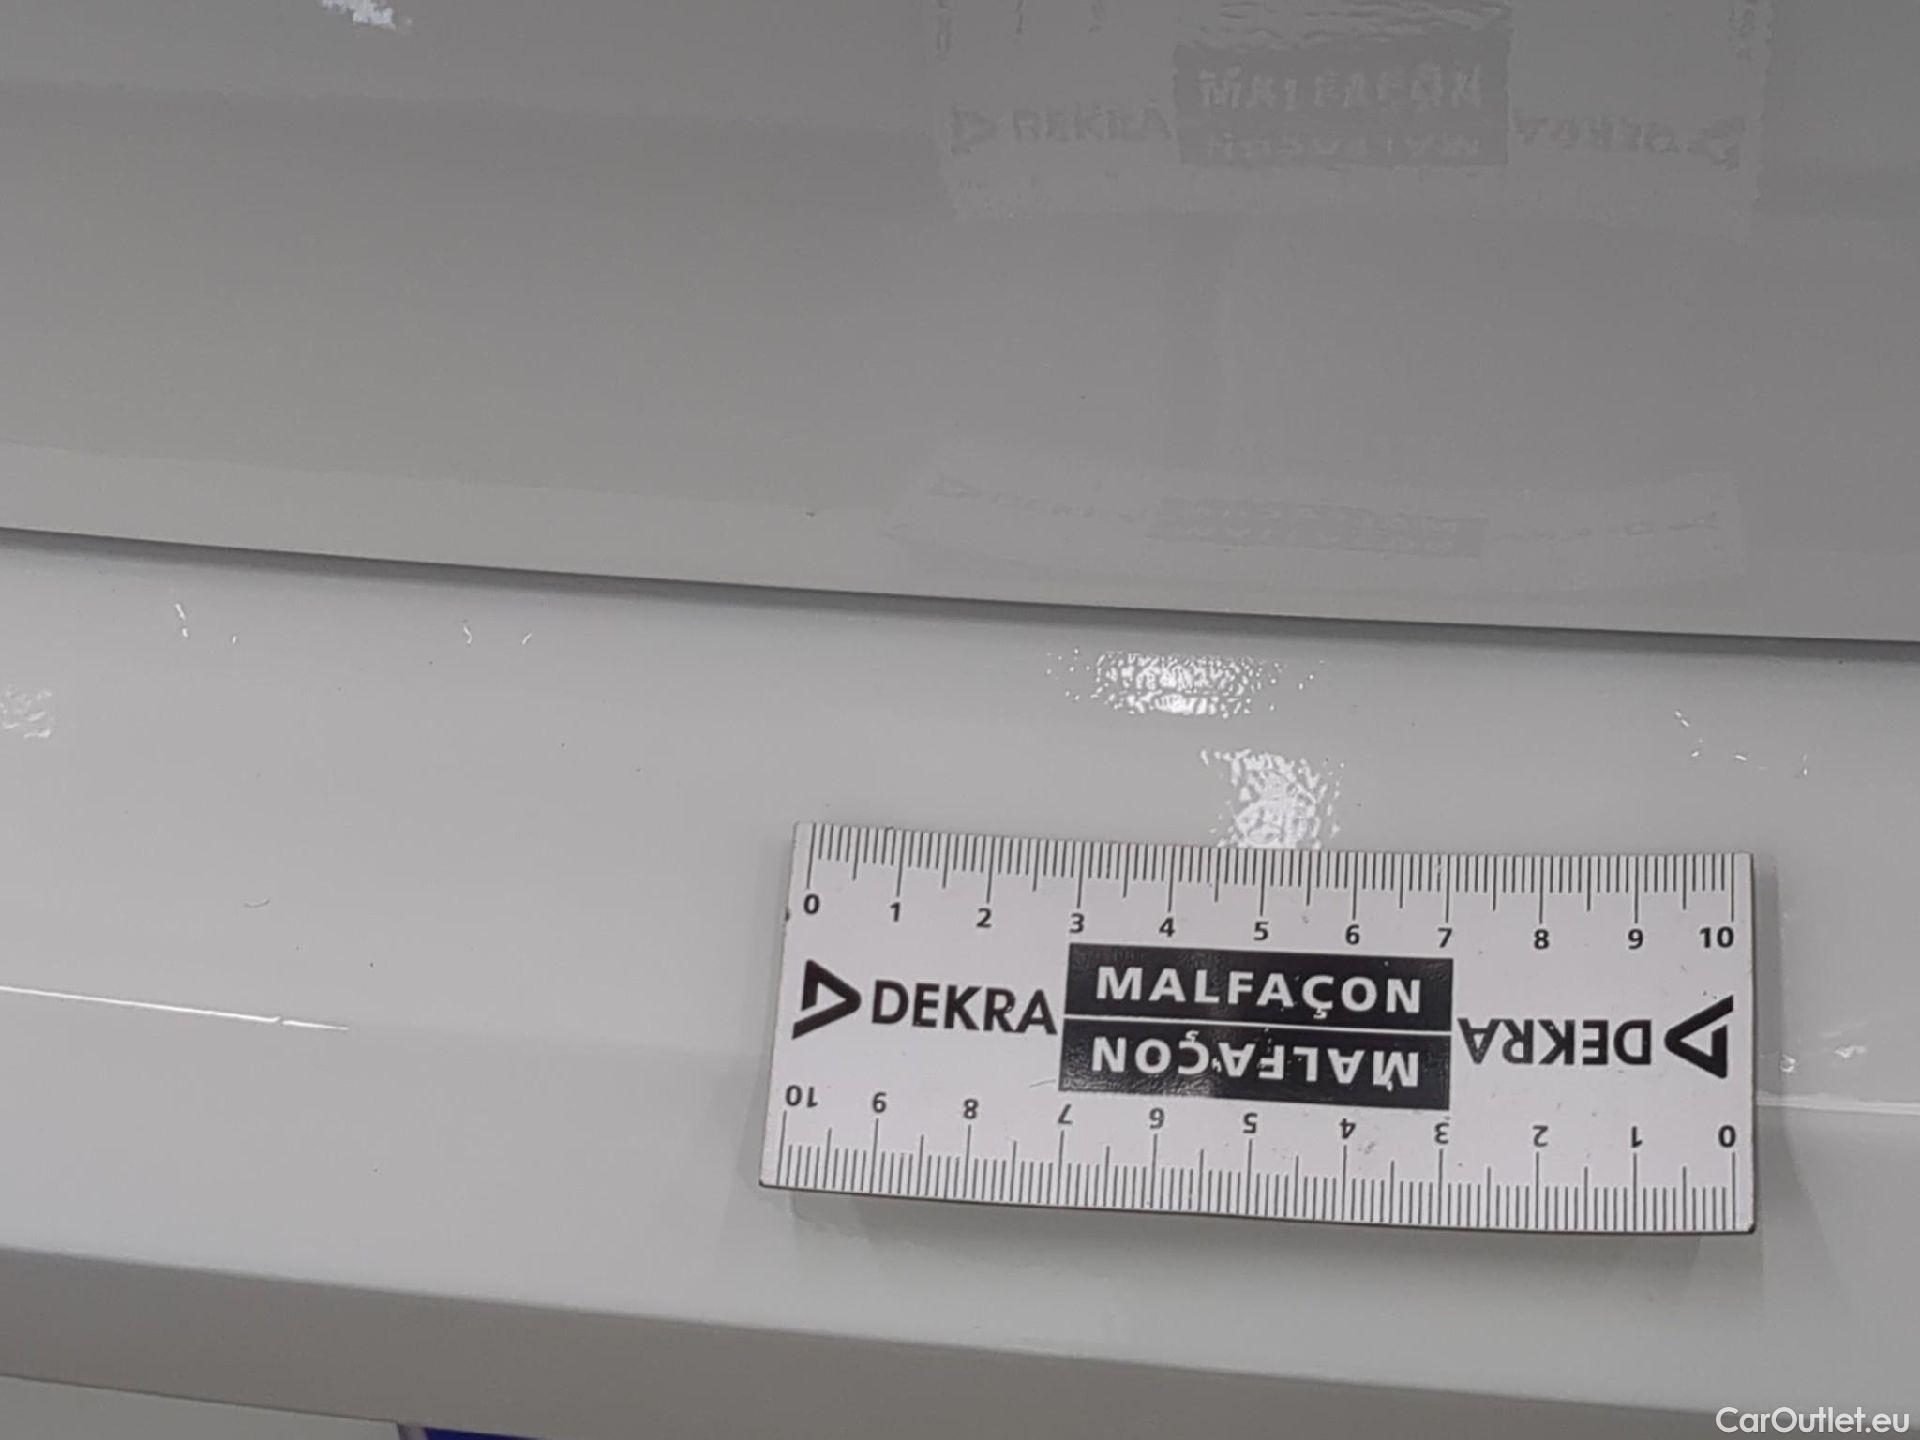 0 1 2 3 4 5 6 7 8 9 10
DEKRA MALFAÇON DEKRA
MALFAÇON
10 9 8 7 6 5 4 3 2 1 0
CarOutlet.eu